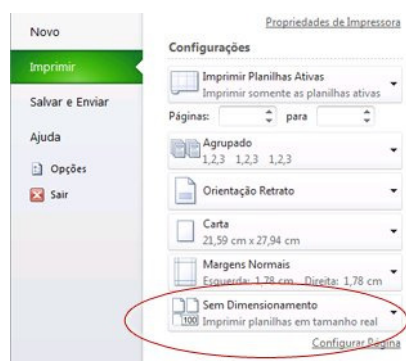 Novo
Imprimir
Salvar e Enviar
Ajuda
Opções
Sair
Propriedades de Impressora
Configurações
Imprimir Planilhas Ativas
Imprimir somente as planilhas ativas
Páginas: para
Agrupado
1,2,3 1,2,3 1,2,3
Orientação Retrato
Carta
21,59 cm x 27,94 cm
Margens Normais
Esquerda: 1,78 cm Direita: 1,78 cm
100
Sem Dimensionamento
Imprimir planilhas em tamanho real
Configurar Página